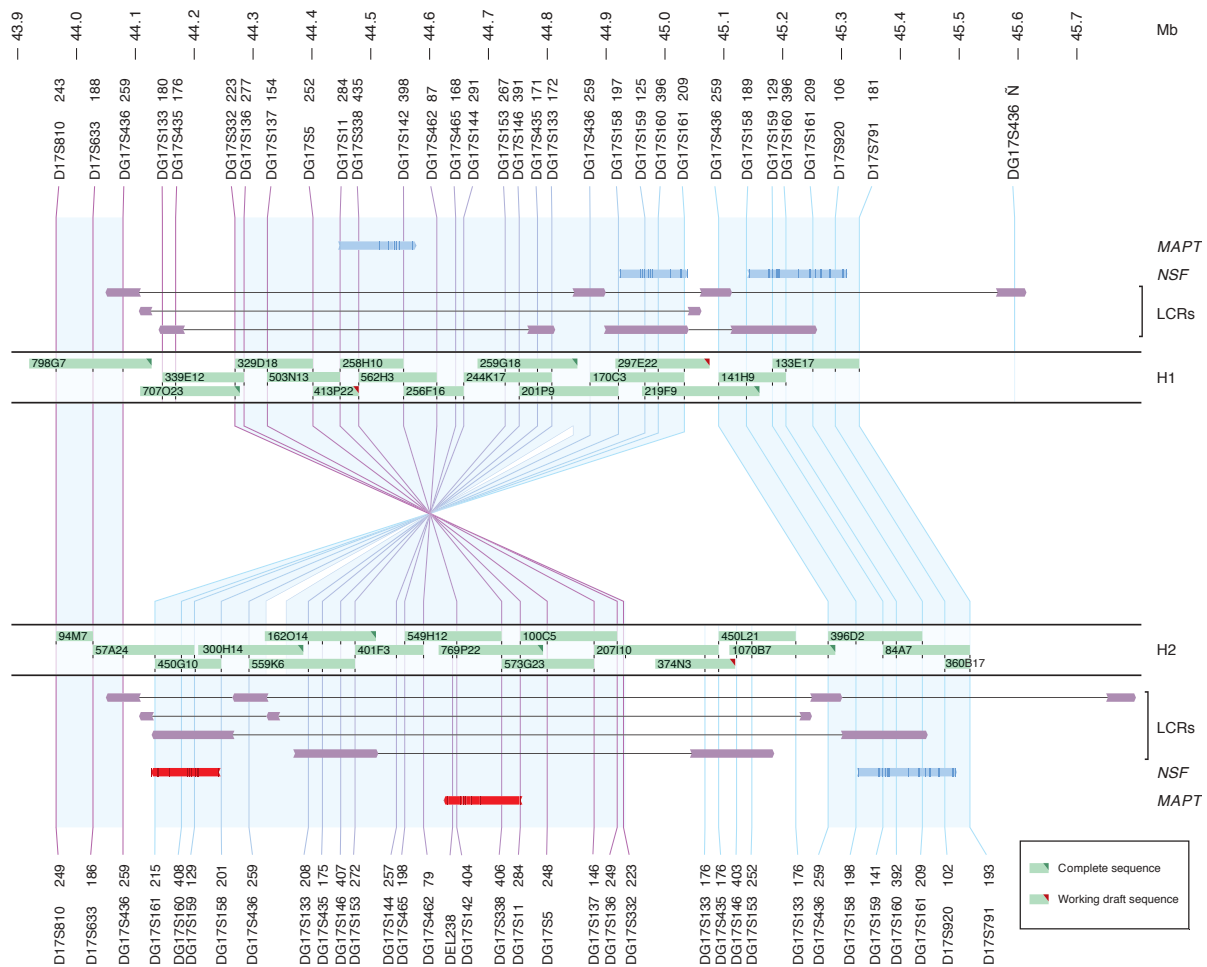 43.9 44.0 44.1 44.2 44.3 44.4 44.5 44.6 44.7 44.8 44.9 45.0 45.1 45.2 45.3 45.4 45.5 45.6 45.7 Mb
D17S810 243
D17S633 188
DG17S436 259
DG17S133 180
DG17S435 176
DG17S332 223
DG17S136 277
DG17S137 154
DG17S5 252
DG17S11 284
DG17S338 435
DG17S142 398
DG17S462 87
DG17S465 168
DG17S144 291
DG17S153 267
DG17S146 391
DG17S435 171
DG17S133 172
DG17S436 259
DG17S158 197
DG17S159 125
DG17S160 396
DG17S161 209
DG17S436 259
DG17S158 189
DG17S159 129
DG17S160 396
DG17S161 209
D17S920 106
D17S791 181
DG17S436 Ñ
MAPT
NSF
LCRs
798G7 329D18 258H10 259G18 297E22 133E17
339E12 503N13 562H3 244K17 170C3 141H9 H1
707O23 413P22 256F16 201P9 219F9
94M7 162O14 549H12 100C5 450L21 396D2
57A24 300H14 401F3 769P22 207I10 1070B7 84A7 H2
450G10 559K6 573G23 374N3 360B17
LCRs
NSF
MAPT
D17S810 249
D17S633 186
DG17S436 259
DG17S161 215
DG17S160 408
DG17S159 129
DG17S158 201
DG17S436 259
DG17S133 208
DG17S435 175
DG17S146 407
DG17S153 272
DG17S144 257
DG17S465 198
DG17S462 79
DEL238
DG17S142 404
DG17S338 406
DG17S11 284
DG17S5 248
DG17S137 146
DG17S136 249
DG17S332 223
DG17S133 176
DG17S435 176
DG17S146 403
DG17S153 252
DG17S133 176
DG17S436 259
DG17S158 198
DG17S159 141
DG17S160 392
DG17S161 209
D17S920 102
D17S791 193
Complete sequence
Working draft sequence